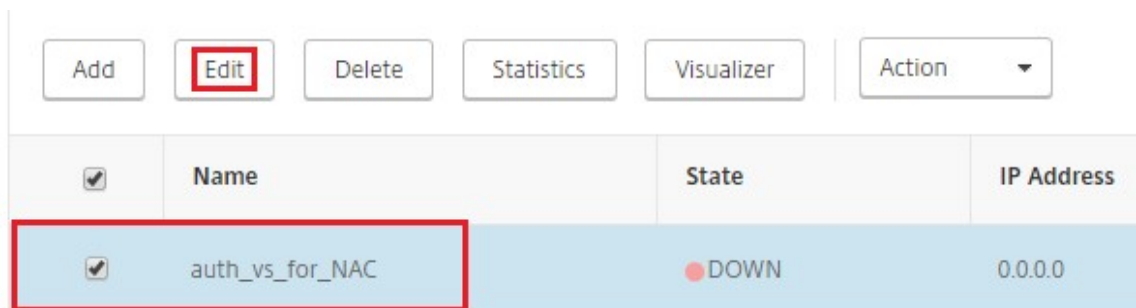 Add Edit Delete Statistics Visualizer Action
Name State IP Address
auth_vs_for_NAC DOWN 0.0.0.0